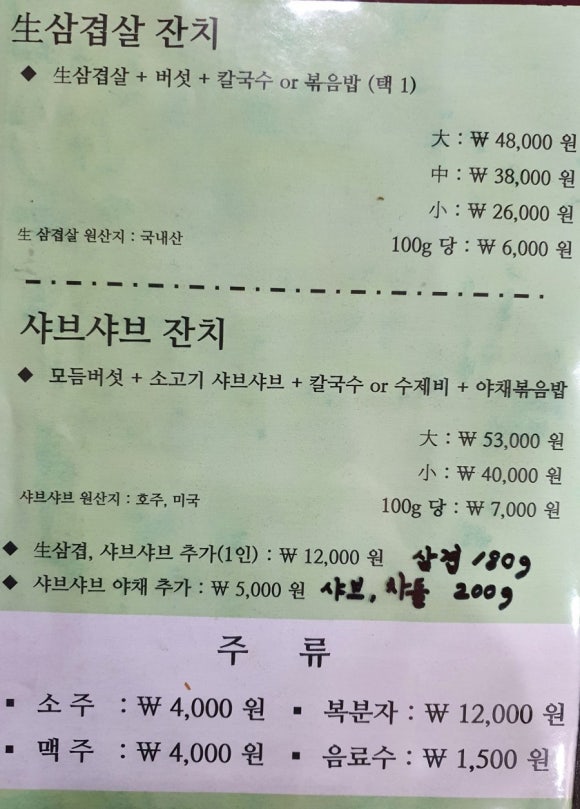 生삼겹살 잔치
◆ 生삼겹살 + 버섯 + 칼국수 or 볶음밥 (택 1)
大 : ₩ 48,000 원
中 : ₩ 38,000 원
小 : ₩ 26,000 원
生 삼겹살 원산지 : 국내산 100g 당 : ₩ 6,000 원
샤브샤브 잔치
◆ 모듬버섯 + 소고기 샤브샤브 + 칼국수 or 수제비 + 야채볶음밥
大 : ₩ 53,000 원
小 : ₩ 40,000 원
샤브샤브 원산지 : 호주, 미국 100g 당 : ₩ 7,000 원
◆ 生삼겹, 샤브샤브 추가(1인) : ₩ 12,000 원 삼겹 180g
◆ 샤브샤브 야채 추가 : ₩ 5,000 원 샤브, 차돌 200g
주 류
▪ 소 주 : ₩ 4,000 원 ▪ 복분자 : ₩ 12,000 원
▪ 맥 주 : ₩ 4,000 원 ▪ 음료수 : ₩ 1,500 원